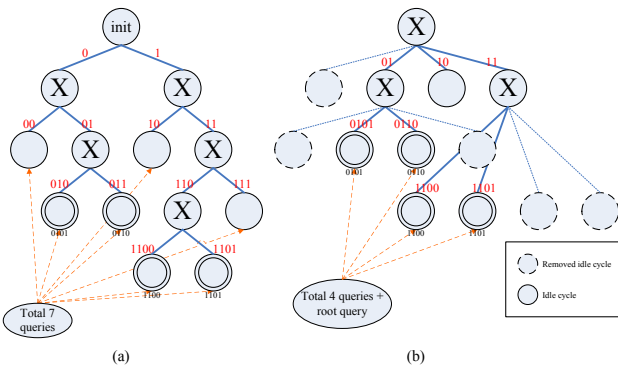 init
X
0
1
01
10
11
X
X
X
X
00
01
10
11
0101
0110
X
X
010
011
110
111
0101
0110
1100
1101
X
0101
0110
1100
1101
1100
1101
Removed idle cycle
Idle cycle
1100
1101
Total 7
queries
Total 4 queries +
root query
(a)
(b)